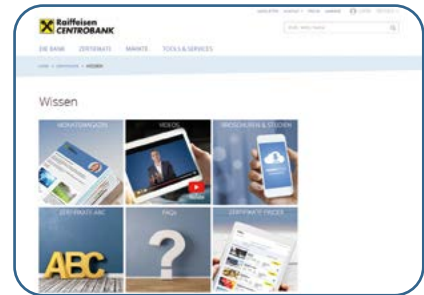 Raiffeisen
CENTROBANK
DIE BANK ZERTIFIKATE MÄRKTE TOOLS & SERVICES
WISSEN
Wissen
MONATSMAGAZIN
VIDEOS
BROSCHÜREN & STUDIEN
YouTube
ZERTIFIKATE-ABC
FAQs
ZERTIFIKATE-FINDER
ABC
?